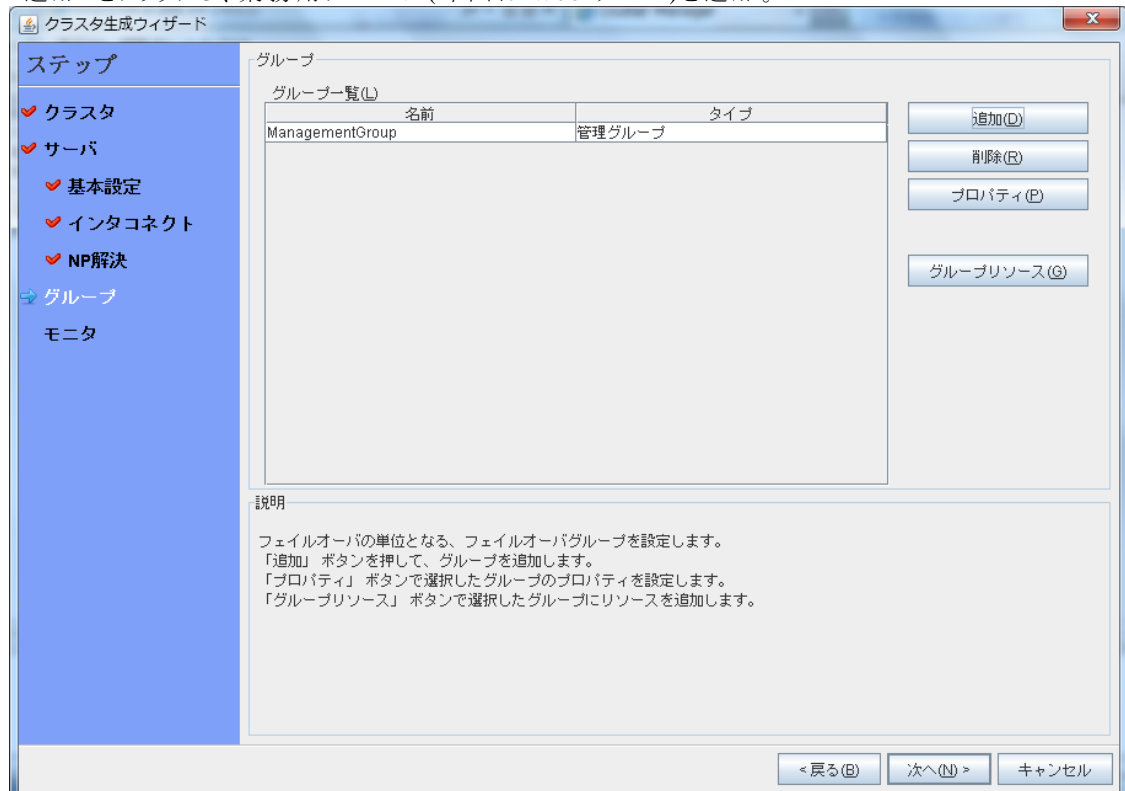 クラスタ生成ウィザード
ステップ
クラスタ
サーバ
基本設定
インタコネクト
NP解決
グループ
モニタ
グループ
グループ一覧(L)
名前 タイプ
ManagementGroup 管理グループ
追加(D)
削除(R)
プロパティ(P)
グループリソース(G)
説明
フェイルオーバの単位となる、フェイルオーバグループを設定します。
「追加」 ボタンを押して、グループを追加します。
「プロパティ」 ボタンで選択したグループのプロパティを設定します。
「グループリソース」 ボタンで選択したグループにリソースを追加します。
<戻る(B)
次へ(N) >
キャンセル